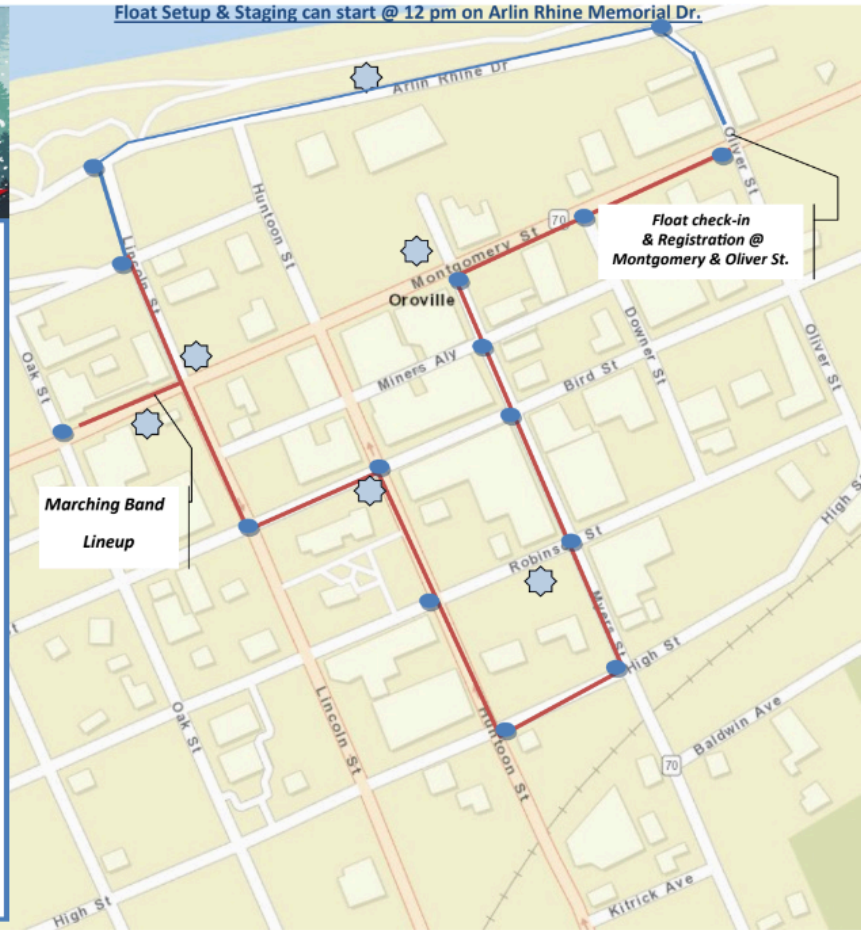 Float Setup & Staging can start @ 12 pm on Arlin Rhine Memorial Dr.
Arlin Rhine Dr
Oliver St
Huntoon St
Lincoln St
70
Float check-in
& Registration @
Montgomery & Oliver St.
Montgomery St
Oroville
Oak St
Miners Aly
Downer St
Oliver St
Bird St
Marching Band
Lineup
High St
Robinson St
Myers St
High St
Lincoln St
Oak St
Huntoon St
Baldwin Ave
70
Kitrick Ave
High St